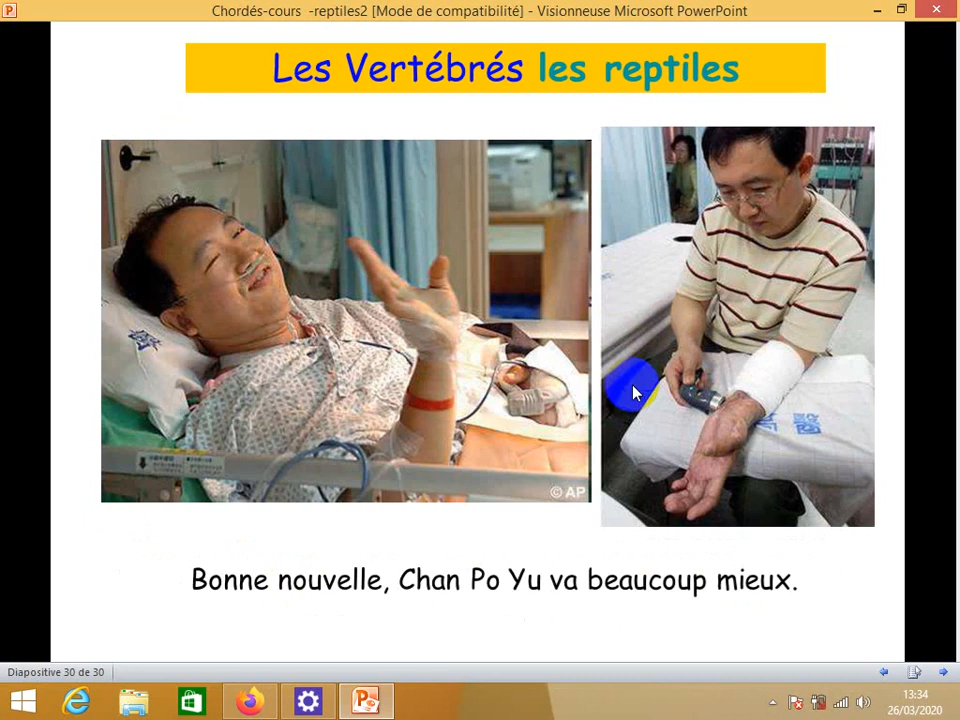 Chordés-cours -reptiles2 [Mode de compatibilité] - Visionneuse Microsoft PowerPoint
Les Vertébrés les reptiles
© AP
Bonne nouvelle, Chan Po Yu va beaucoup mieux.
Diapositive 30 de 30
13:34
26/03/2020